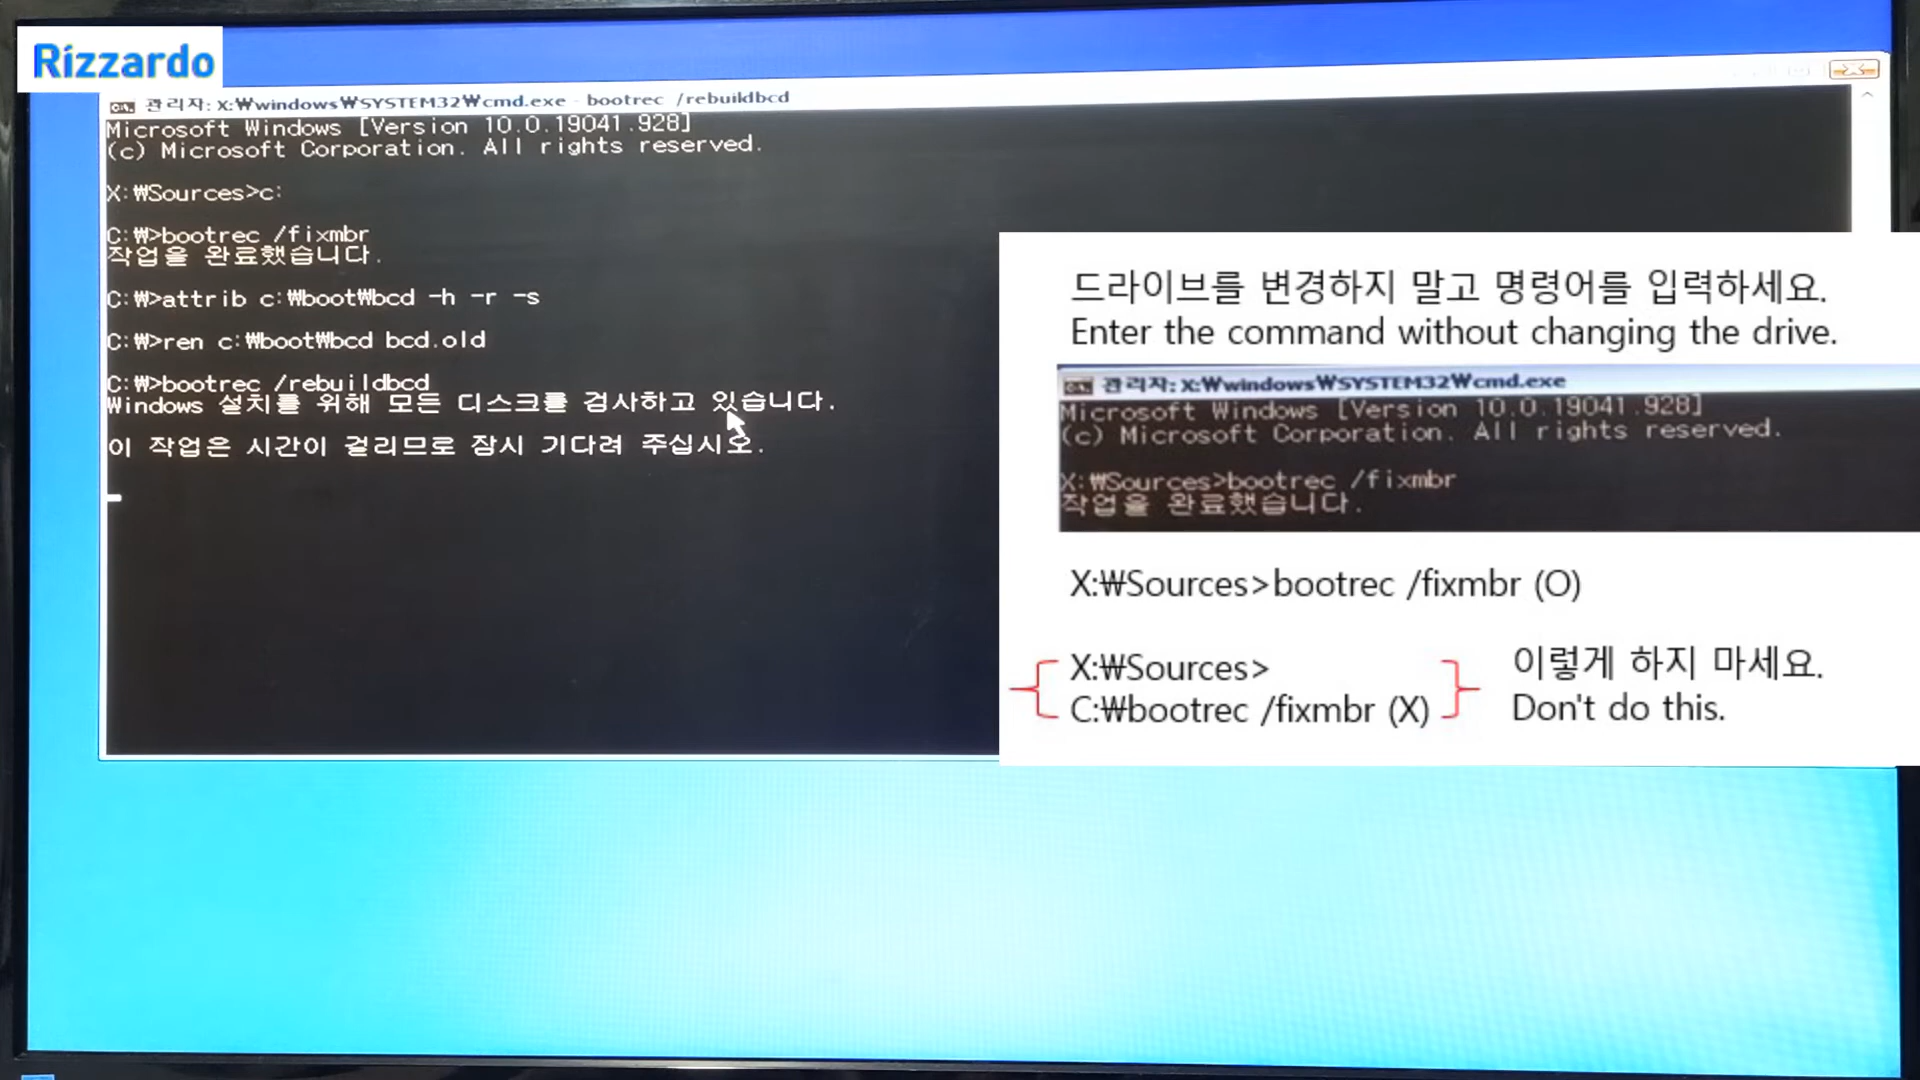 Rizzardo
관리자: X:₩windows₩SYSTEM32₩cmd.exe - bootrec /rebuildbcd
Microsoft Windows [Version 10.0.19041.928]
(c) Microsoft Corporation. All rights reserved.
X:₩Sources>c:
C:₩>bootrec /fixmbr
작업을 완료했습니다.
C:₩>attrib c:₩boot₩bcd -h -r -s
C:₩>ren c:₩boot₩bcd bcd.old
C:₩>bootrec /rebuildbcd
Windows 설치를 위해 모든 디스크를 검사하고 있습니다.
이 작업은 시간이 걸리므로 잠시 기다려 주십시오.
드라이브를 변경하지 말고 명령어를 입력하세요.
Enter the command without changing the drive.
관리자: X:₩windows₩SYSTEM32₩cmd.exe
Microsoft Windows [Version 10.0.19041.928]
(c) Microsoft Corporation. All rights reserved.
X:₩Sources>bootrec /fixmbr
작업을 완료했습니다.
X:₩Sources>bootrec /fixmbr (O)
X:₩Sources>
C:₩bootrec /fixmbr (X)
이렇게 하지 마세요.
Don't do this.